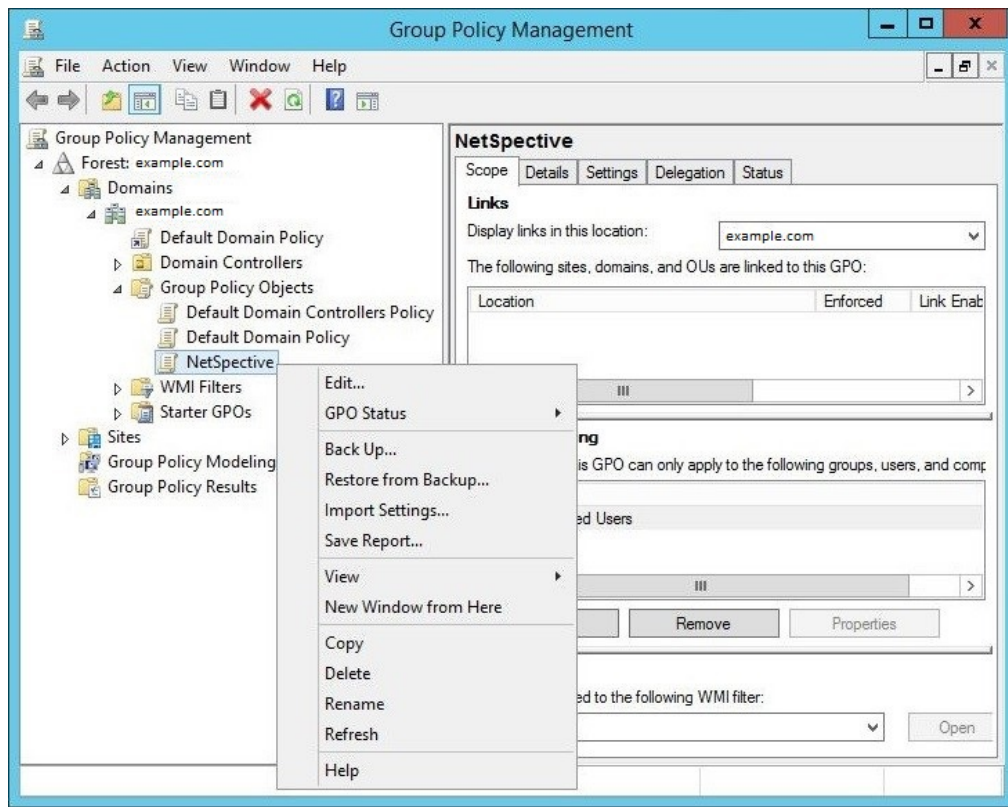 Group Policy Management
File Action View Window Help
Group Policy Management
Forest: example.com
Domains
example.com
Default Domain Policy
Domain Controllers
Group Policy Objects
Default Domain Controllers Policy
Default Domain Policy
NetSpective
WMI Filters
Starter GPOs
Sites
Group Policy Modeling
Group Policy Results
Edit...
GPO Status
Back Up...
Restore from Backup...
Import Settings...
Save Report...
View
New Window from Here
Copy
Delete
Rename
Refresh
Help
NetSpective
Scope Details Settings Delegation Status
Links
Display links in this location: example.com
The following sites, domains, and OUs are linked to this GPO:
Location Enforced Link Enab
ng
is GPO can only apply to the following groups, users, and comp
ed Users
Remove Properties
ed to the following WMI filter:
Open